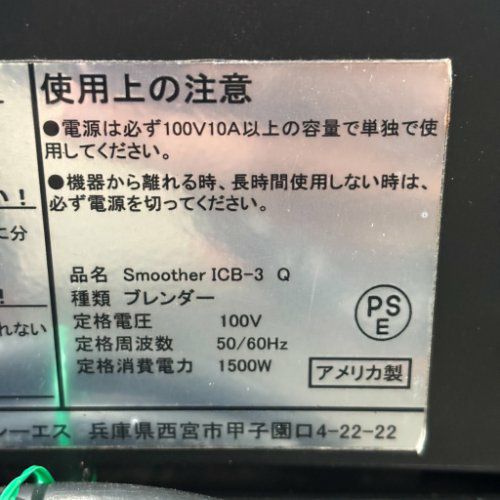 使用上の注意
●電源は必ず100V10A以上の容量で単独で使
用してください。
●機器から離れる時、長時間使用しない時は、
必ず電源を切ってください。
い!
に分
!
れない
品名 Smoother ICB-3 Q
種類 ブレンダー
定格電圧 100V
定格周波数 50/60Hz
定格消費電力 1500W
PS
E
アメリカ製
シーエス 兵庫県西宮市甲子園口4-22-22